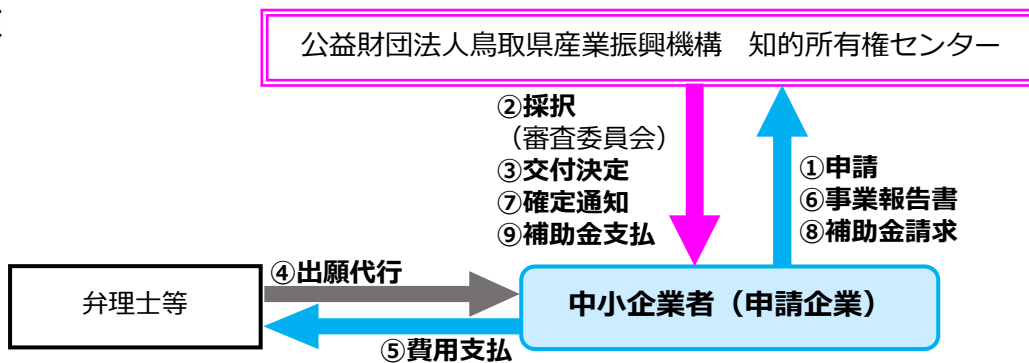 公益財団法人鳥取県産業振興機構　知的所有権センター
②採択
（審査委員会）
③交付決定
⑦確定通知
⑨補助金支払
①申請
⑥事業報告書
⑧補助金請求
④出願代行
弁理士等
中小企業者（申請企業）
⑤費用支払